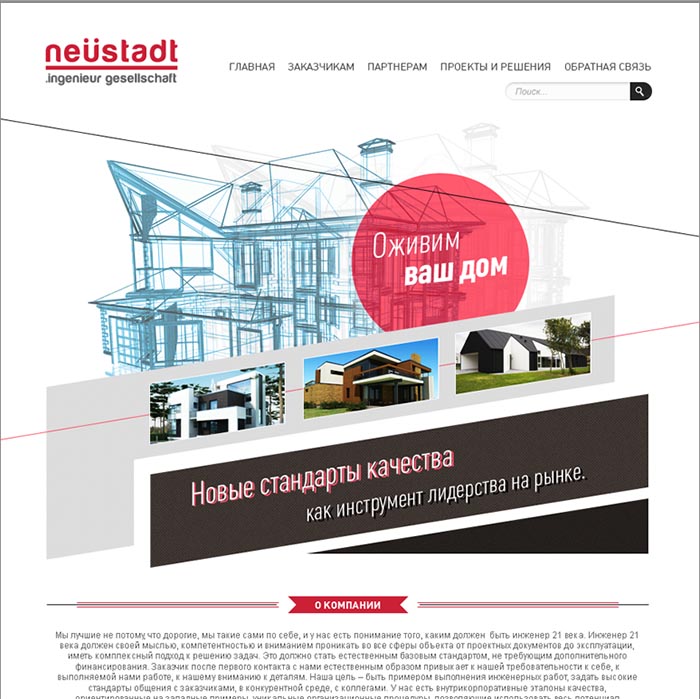 neüstadt
.ingenieur gesellschaft
ГЛАВНАЯ ЗАКАЗЧИКАМ ПАРТНЕРАМ ПРОЕКТЫ И РЕШЕНИЯ ОБРАТНАЯ СВЯЗЬ
Поиск...
Оживим
ваш дом
Новые стандарты качества
как инструмент лидерства на рынке.
О КОМПАНИИ
Мы лучшие не потому, что дорогие, мы такие сами по себе, и у нас есть понимание того, каким должен быть инженер 21 века. Инженер 21
века должен своей мыслью, компетентностью и вниманием проникать во все сферы объекта от проектных документов до эксплуатации,
иметь комплексный подход к решению задач. Это должно стать естественным базовым стандартом, не требующим дополнительного
финансирования. Заказчик после первого контакта с нами естественным образом привыкает к нашей требовательности к себе, к
выполняемой нами работе, к нашему вниманию к деталям. Наша цель – быть примером выполнения инженерных работ, задать высокие
стандарты общения с заказчиками, в конкурентной среде, с коллегами. У нас есть внутрикорпоративные эталоны качества,